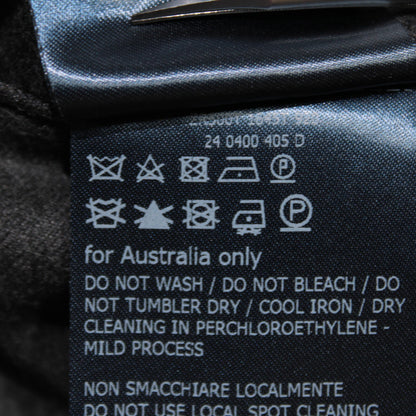 24 0400 405 D
P
P
for Australia only
DO NOT WASH / DO NOT BLEACH / DO
NOT TUMBLER DRY / COOL IRON / DRY
CLEANING IN PERCHLOROETHYLENE -
MILD PROCESS
NON SMACCHIARE LOCALMENTE
DO NOT USE LOCAL SPOT CLEANING